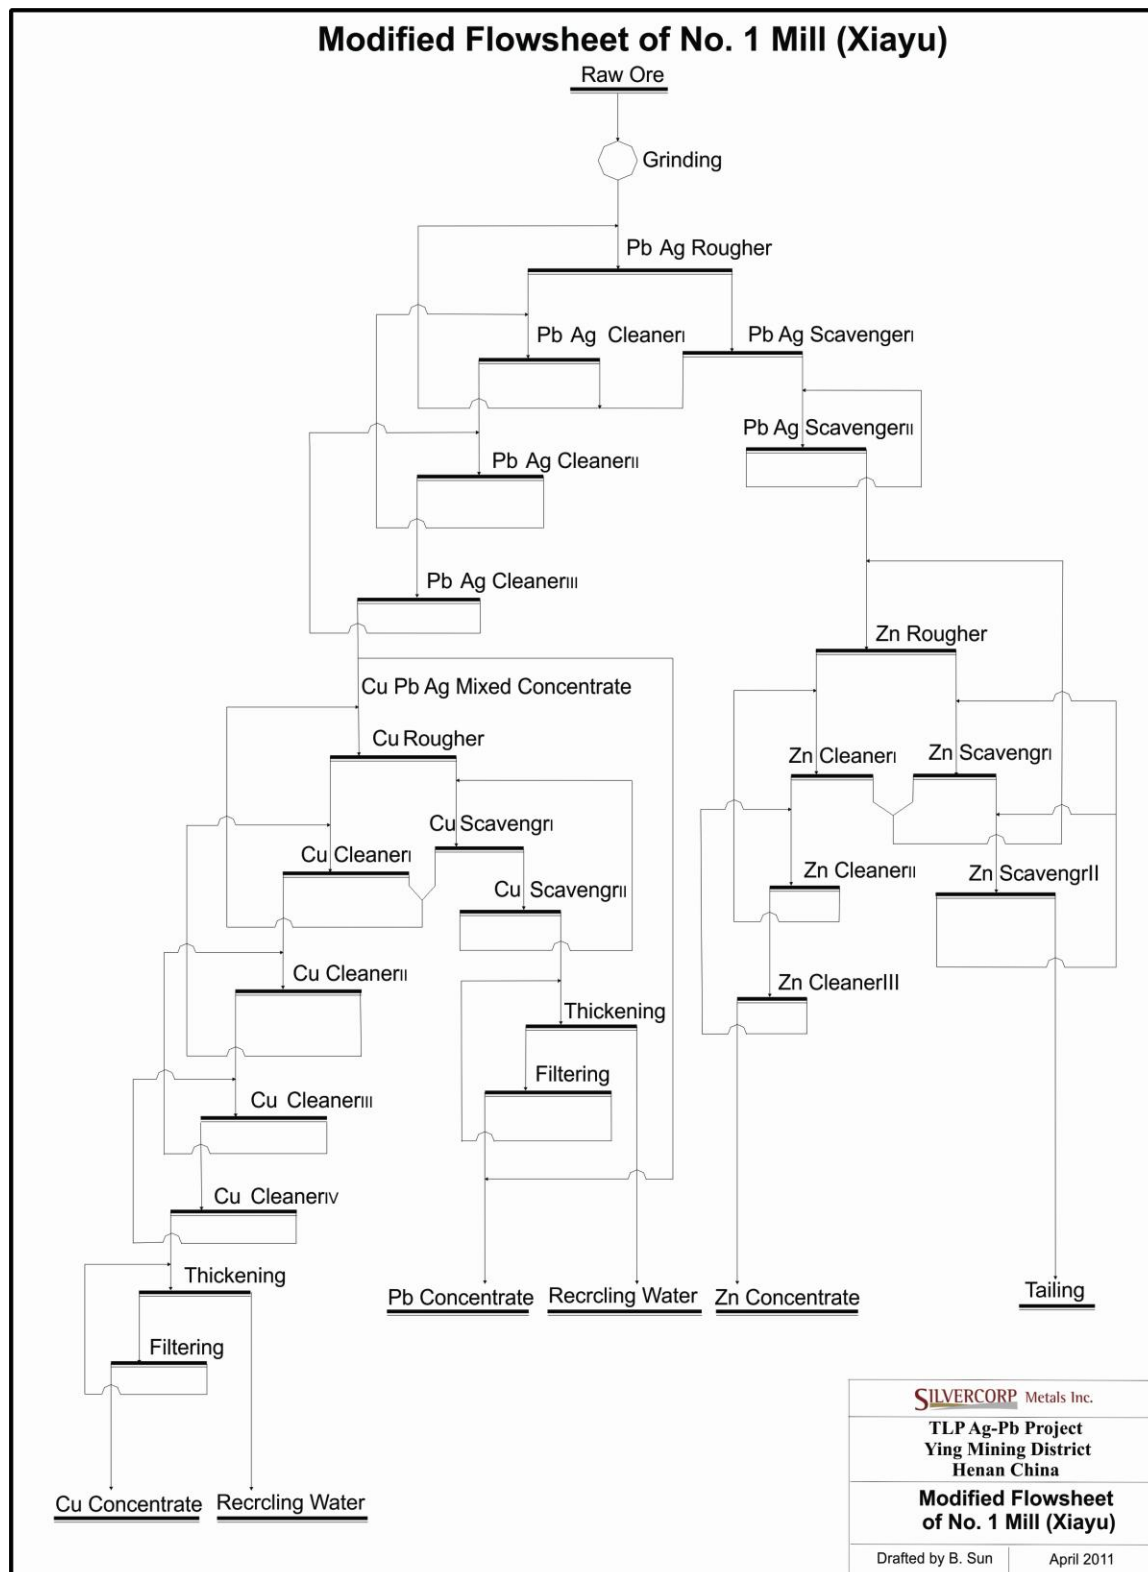 Modified Flowsheet of No. 1 Mill (Xiayu)
Raw Ore
Grinding
Pb Ag Rougher
Pb Ag CleanerI
Pb Ag ScavengerI
Pb Ag ScavengerII
Pb Ag CleanerII
Pb Ag CleanerIII
Zn Rougher
Cu Pb Ag Mixed Concentrate
Cu Rougher
Zn CleanerI
Zn ScavengrI
Cu ScavengrI
Cu CleanerI
Cu ScavengrII
Zn CleanerII
Zn ScavengrII
Cu CleanerII
Zn CleanerIII
Thickening
Filtering
Cu CleanerIII
Cu CleanerIV
Thickening
Pb Concentrate
Recrcling Water
Zn Concentrate
Tailing
Filtering
Cu Concentrate
Recrcling Water
SILVERCORP Metals Inc.
TLP Ag-Pb Project
Ying Mining District
Henan China
Modified Flowsheet
of No. 1 Mill (Xiayu)
Drafted by B. Sun
April 2011